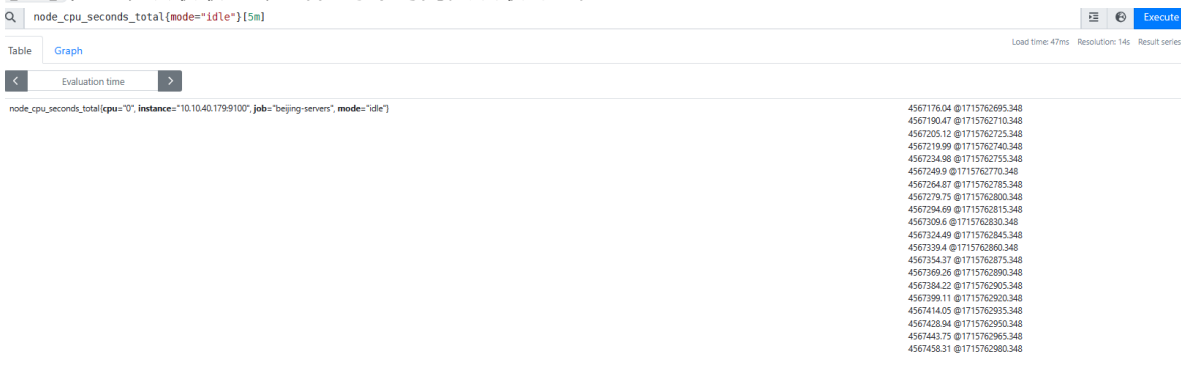 node_cpu_seconds_total{mode="idle"}[5m]
Execute
Load time: 47ms Resolution: 14s Result series
Table
Graph
Evaluation time
node_cpu_seconds_total{cpu="0", instance="10.10.40.179:9100", job="beijing-servers", mode="idle"}
4567176.04 @1715762695.348
4567190.47 @1715762710.348
4567205.12 @1715762725.348
4567219.99 @1715762740.348
4567234.98 @1715762755.348
4567249.9 @1715762770.348
4567264.87 @1715762785.348
4567279.75 @1715762800.348
4567294.69 @1715762815.348
4567309.6 @1715762830.348
4567324.49 @1715762845.348
4567339.4 @1715762860.348
4567354.37 @1715762875.348
4567369.26 @1715762890.348
4567384.22 @1715762905.348
4567399.11 @1715762920.348
4567414.05 @1715762935.348
4567428.94 @1715762950.348
4567443.75 @1715762965.348
4567458.31 @1715762980.348